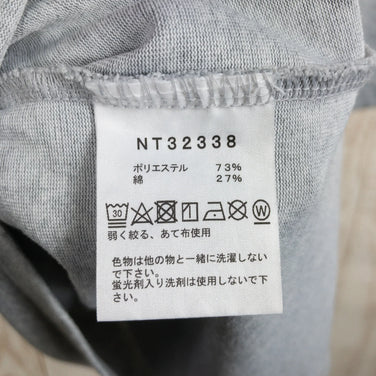 NT32338
ポリエステル 73%
綿 27%
30 W
弱く絞る、あて布使用
色物は他の物と一緒に洗濯しない
で下さい。
蛍光剤入り洗剤は使用しないで下
さい。